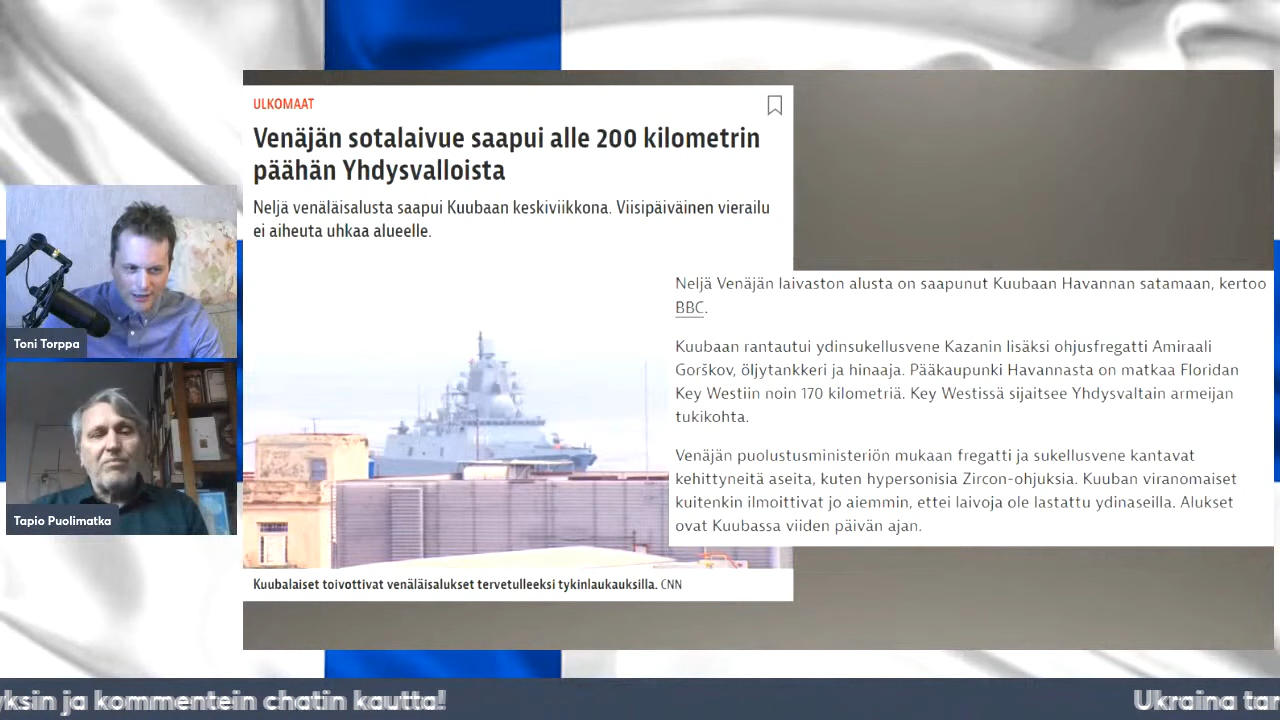 ULKOMAAT
Venäjän sotalaivue saapui alle 200 kilometrin
päähän Yhdysvalloista
Neljä venäläisalusta saapui Kuubaan keskiviikkona. Viisipäiväinen vierailu
ei aiheuta uhkaa alueelle.
Neljä Venäjän laivaston alusta on saapunut Kuubaan Havannan satamaan, kertoo
BBC.
Kuubaan rantautui ydinsukellusvene Kazanin lisäksi ohjusfregatti Amiraali
Gorškov, öljytankkeri ja hinaaja. Pääkaupunki Havannasta on matkaa Floridan
Key Westiin noin 170 kilometriä. Key Westissä sijaitsee Yhdysvaltain armeijan
tukikohta.
Venäjän puolustusministeriön mukaan fregatti ja sukellusvene kantavat
kehittyneitä aseita, kuten hypersonisia Zircon-ohjuksia. Kuuban viranomaiset
kuitenkin ilmoittivat jo aiemmin, ettei laivoja ole lastattu ydinaseilla. Alukset
ovat Kuubassa viiden päivän ajan.
Kuubalaiset toivottivat venäläisalukset tervetulleeksi tykinlaukauksilla. CNN
Toni Torppa
Tapio Puolimatka
yksin ja kommentein chatin kautta! Ukraina tar